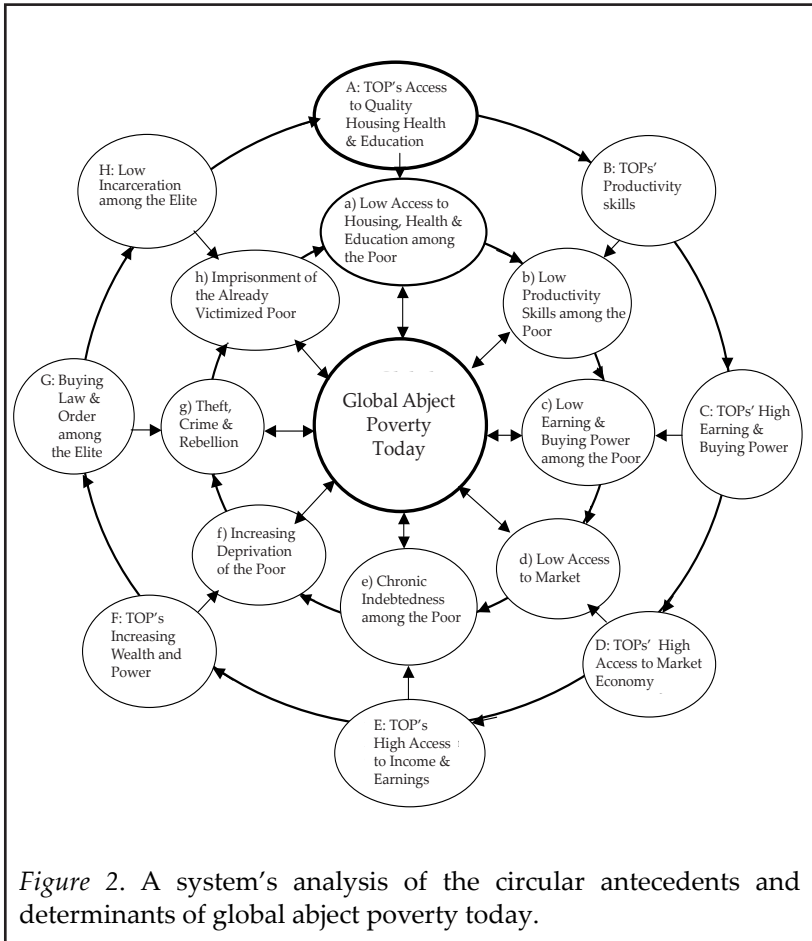 A: TOP's Access
to Quality
Housing Health
& Education
B: TOPs'
Productivity
skills
C: TOPs' High
Earning &
Buying Power
D: TOPs' High
Access to Market
Economy
E: TOP's
High Access
to Income &
Earnings
F: TOP's
Increasing
Wealth and
Power
G: Buying
Law &
Order
among
the Elite
H: Low
Incarceration
among the Elite
a) Low Access to
Housing, Health &
Education among
the Poor
b) Low
Productivity
Skills among the
Poor
c) Low
Earning &
Buying Power
among the Poor
d) Low Access
to Market
e) Chronic
Indebtedness
among the Poor
f) Increasing
Deprivation
of the Poor
g) Theft,
Crime &
Rebellion
h) Imprisonment of
the Already
Victimized Poor
Global Abject
Poverty
Today
Figure 2. A system's analysis of the circular antecedents and
determinants of global abject poverty today.